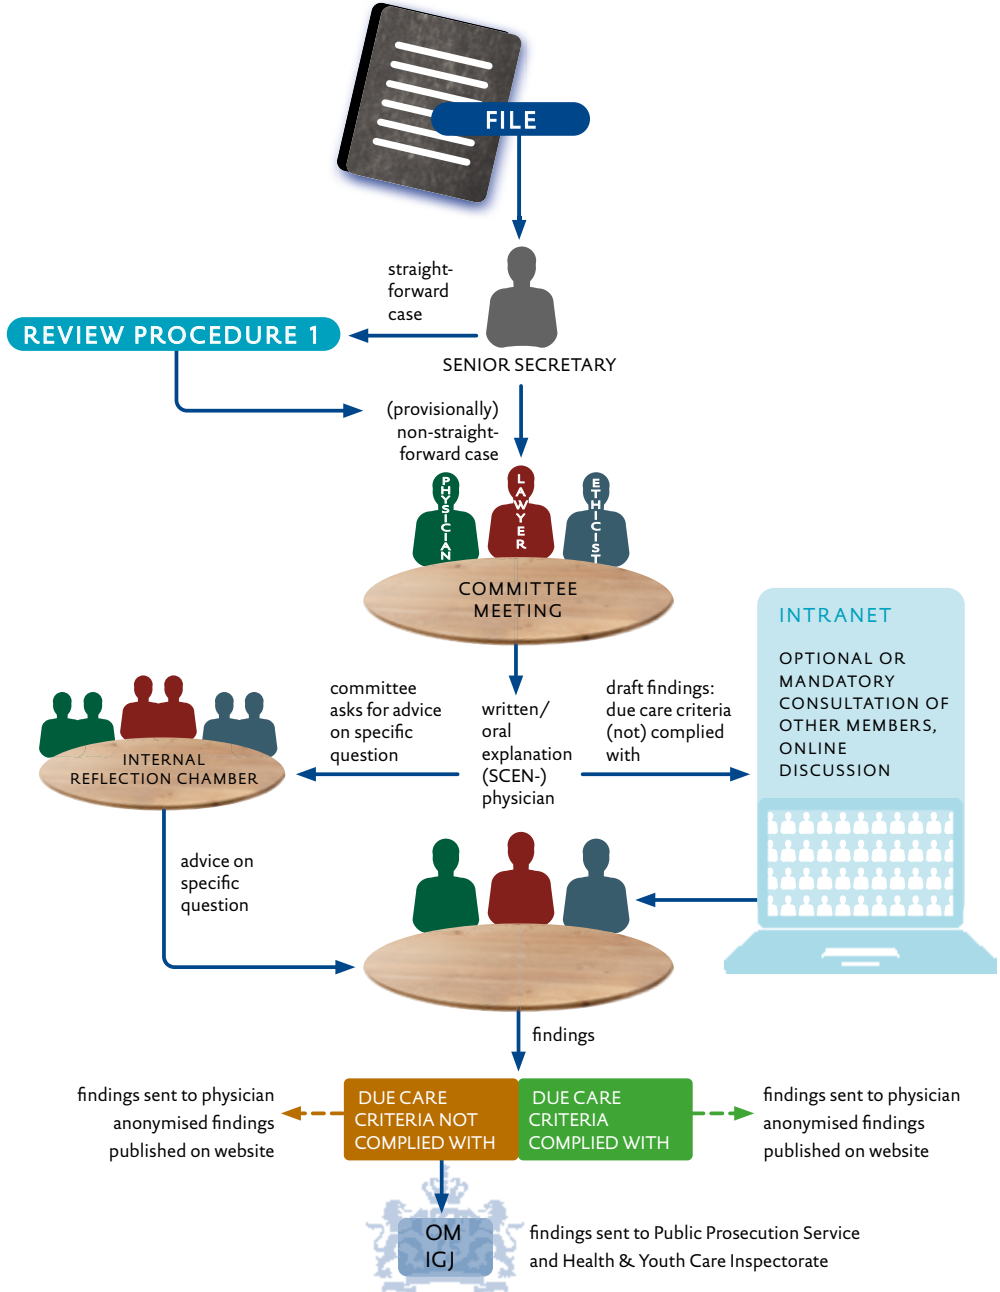 FILE
straight-
forward
case
REVIEW PROCEDURE 1
SENIOR SECRETARY
(provisionally)
non-straight-
forward case
PHYSICIAN
LAWYER
ETHICIST
COMMITTEE
MEETING
INTRANET
OPTIONAL OR
MANDATORY
CONSULTATION OF
OTHER MEMBERS,
ONLINE
DISCUSSION
committee
asks for advice
on specific
question
written/
oral
explanation
(SCEN-)
physician
draft findings:
due care criteria
(not) complied
with
INTERNAL
REFLECTION CHAMBER
advice on
specific
question
findings
findings sent to physician
anonymised findings
published on website
DUE CARE
CRITERIA NOT
COMPLIED WITH
DUE CARE
CRITERIA
COMPLIED WITH
findings sent to physician
anonymised findings
published on website
OM
IGJ
findings sent to Public Prosecution Service
and Health & Youth Care Inspectorate